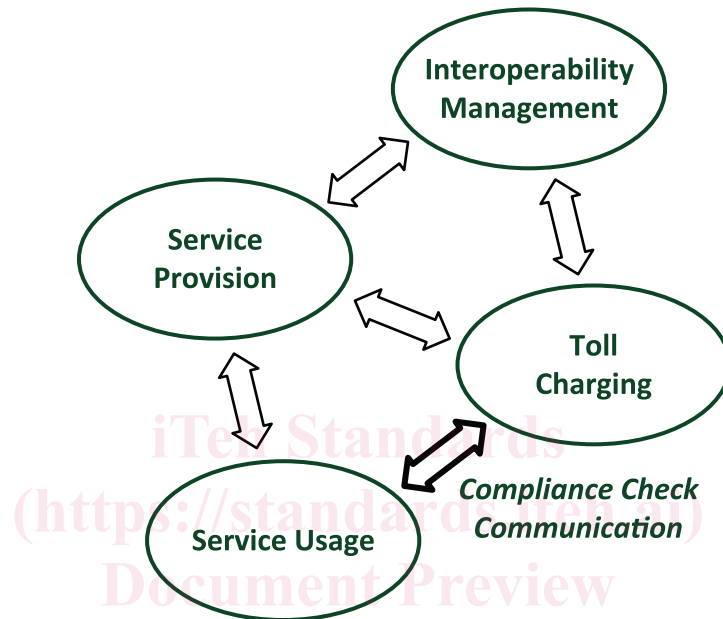 Interoperability
Management
Service
Provision
Toll
Charging
iTeh Standards
Compliance Check
(https://standards.iteh.ai)
Communication
Service Usage
Document Preview